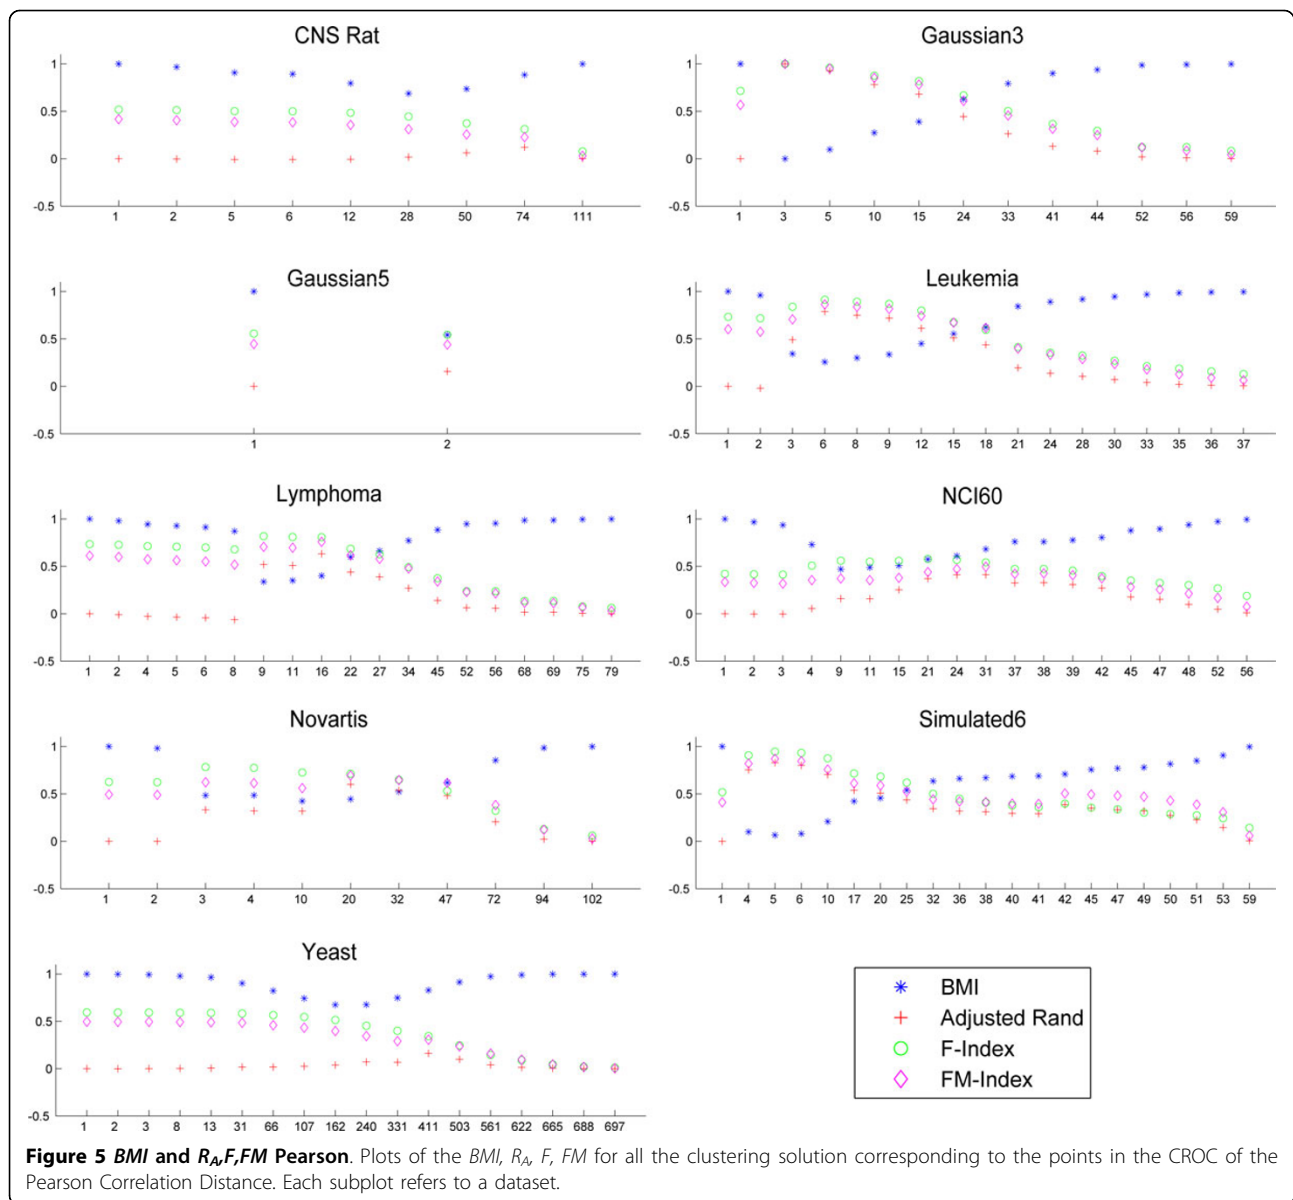 CNS Rat
1
0.5
0
-0.5
1 2 5 6 12 28 50 74 111
Gaussian3
1
0.5
0
-0.5
1 3 5 10 15 24 33 41 44 52 56 59
Gaussian5
1
0.5
0
-0.5
1 2
Leukemia
1
0.5
0
-0.5
1 2 3 6 8 9 12 15 18 21 24 28 30 33 35 36 37
Lymphoma
1
0.5
0
-0.5
1 2 4 5 6 8 9 11 16 22 27 34 45 52 56 68 69 75 79
NCI60
1
0.5
0
-0.5
1 2 3 4 9 11 15 21 24 31 37 38 39 42 45 47 48 52 56
Novartis
1
0.5
0
-0.5
1 2 3 4 10 20 32 47 72 94 102
Simulated6
1
0.5
0
-0.5
1 4 5 6 10 17 20 25 32 36 38 40 41 42 45 47 49 50 51 53 59
Yeast
1
0.5
0
-0.5
1 2 3 8 13 31 66 107 162 240 331 411 503 561 622 665 688 697
BMI
Adjusted Rand
F-Index
FM-Index
Figure 5 BMI and R_A,F,FM Pearson. Plots of the BMI, R_A, F, FM for all the clustering solution corresponding to the points in the CROC of the
Pearson Correlation Distance. Each subplot refers to a dataset.